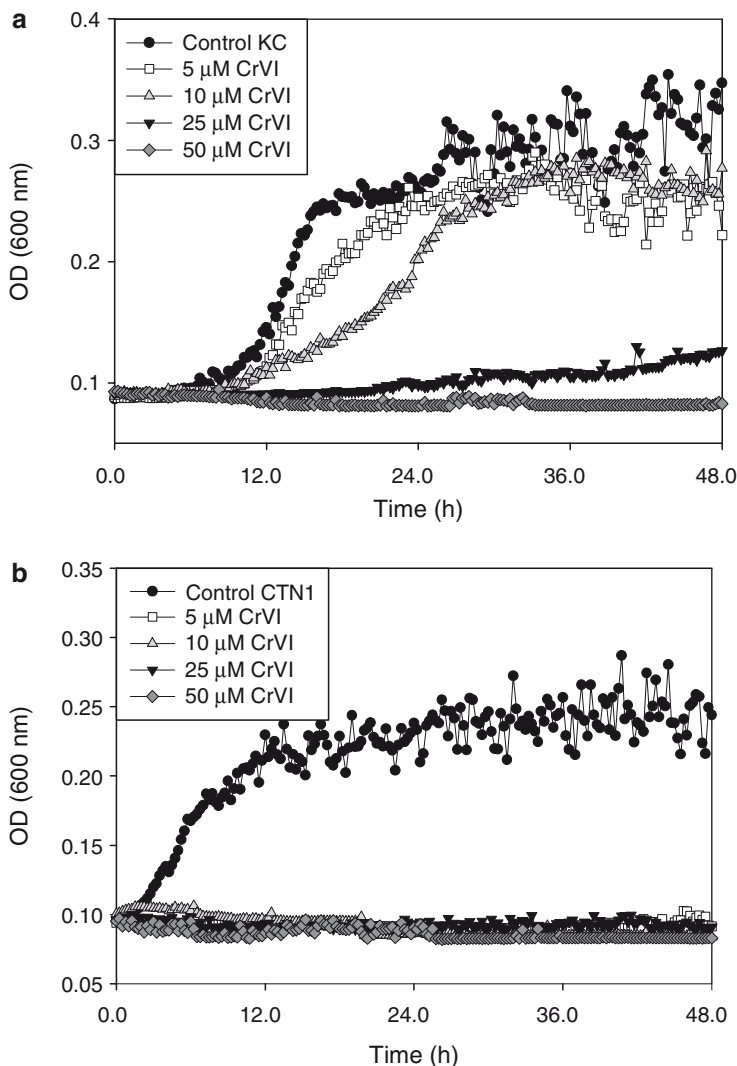 a
0.4
Control KC
5 μM CrVI
10 μM CrVI
25 μM CrVI
50 μM CrVI
0.3
0.2
0.1
OD (600 nm)
0.0 12.0 24.0 36.0 48.0
Time (h)
b
0.35
Control CTN1
5 μM CrVI
10 μM CrVI
25 μM CrVI
50 μM CrVI
0.30
0.25
0.20
0.15
0.10
0.05
OD (600 nm)
0.0 12.0 24.0 36.0 48.0
Time (h)